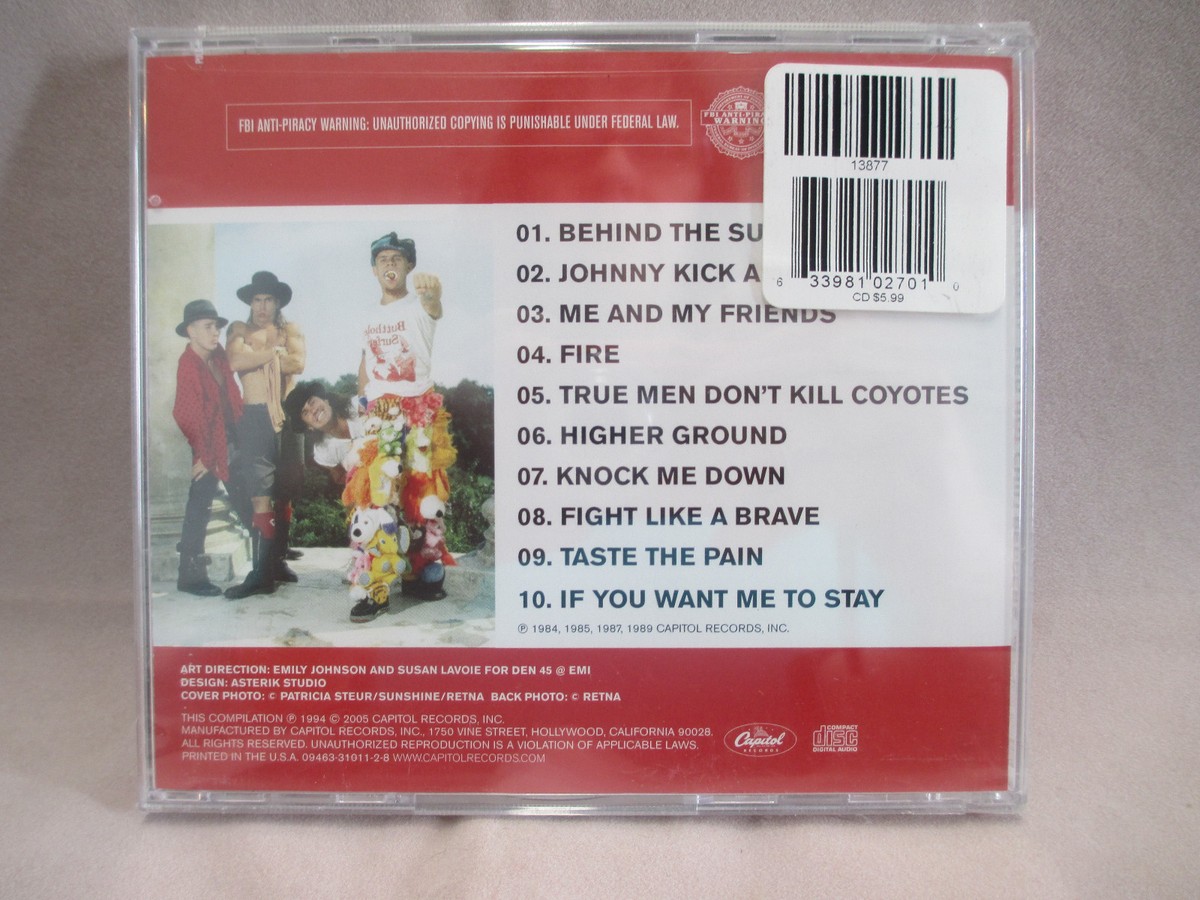 FBI ANTI-PIRACY WARNING: UNAUTHORIZED COPYING IS PUNISHABLE UNDER FEDERAL LAW.
FBI ANTI-PIRA
WARNING
13877
6 33981 02701 0
CD $5.99
01. BEHIND THE SU
02. JOHNNY KICK A
03. ME AND MY FRIENDS
04. FIRE
05. TRUE MEN DON'T KILL COYOTES
06. HIGHER GROUND
07. KNOCK ME DOWN
08. FIGHT LIKE A BRAVE
09. TASTE THE PAIN
10. IF YOU WANT ME TO STAY
℗ 1984, 1985, 1987, 1989 CAPITOL RECORDS, INC.
Butthole
Surfe
ART DIRECTION: EMILY JOHNSON AND SUSAN LAVOIE FOR DEN 45 @ EMI
DESIGN: ASTERIK STUDIO
COVER PHOTO: © PATRICIA STEUR/SUNSHINE/RETNA BACK PHOTO: © RETNA
THIS COMPILATION ℗ 1994 © 2005 CAPITOL RECORDS, INC.
MANUFACTURED BY CAPITOL RECORDS, INC., 1750 VINE STREET, HOLLYWOOD, CALIFORNIA 90028.
ALL RIGHTS RESERVED. UNAUTHORIZED REPRODUCTION IS A VIOLATION OF APPLICABLE LAWS.
PRINTED IN THE U.S.A. 09463-31011-2-8 WWW.CAPITOLRECORDS.COM
Capitol
RECORDS
COMPACT
disc
DIGITAL AUDIO